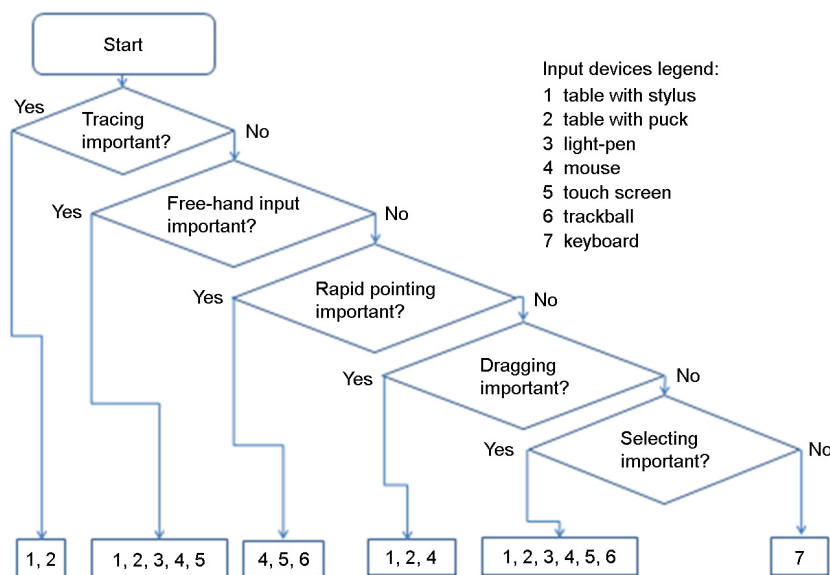 Start
Input devices legend:
1 table with stylus
2 table with puck
3 light-pen
4 mouse
5 touch screen
6 trackball
7 keyboard
Yes
Tracing
important?
No
Yes
Free-hand input
important?
No
Yes
Rapid pointing
important?
No
Yes
Dragging
important?
No
Yes
Selecting
important?
No
1, 2
1, 2, 3, 4, 5
4, 5, 6
1, 2, 4
1, 2, 3, 4, 5, 6
7